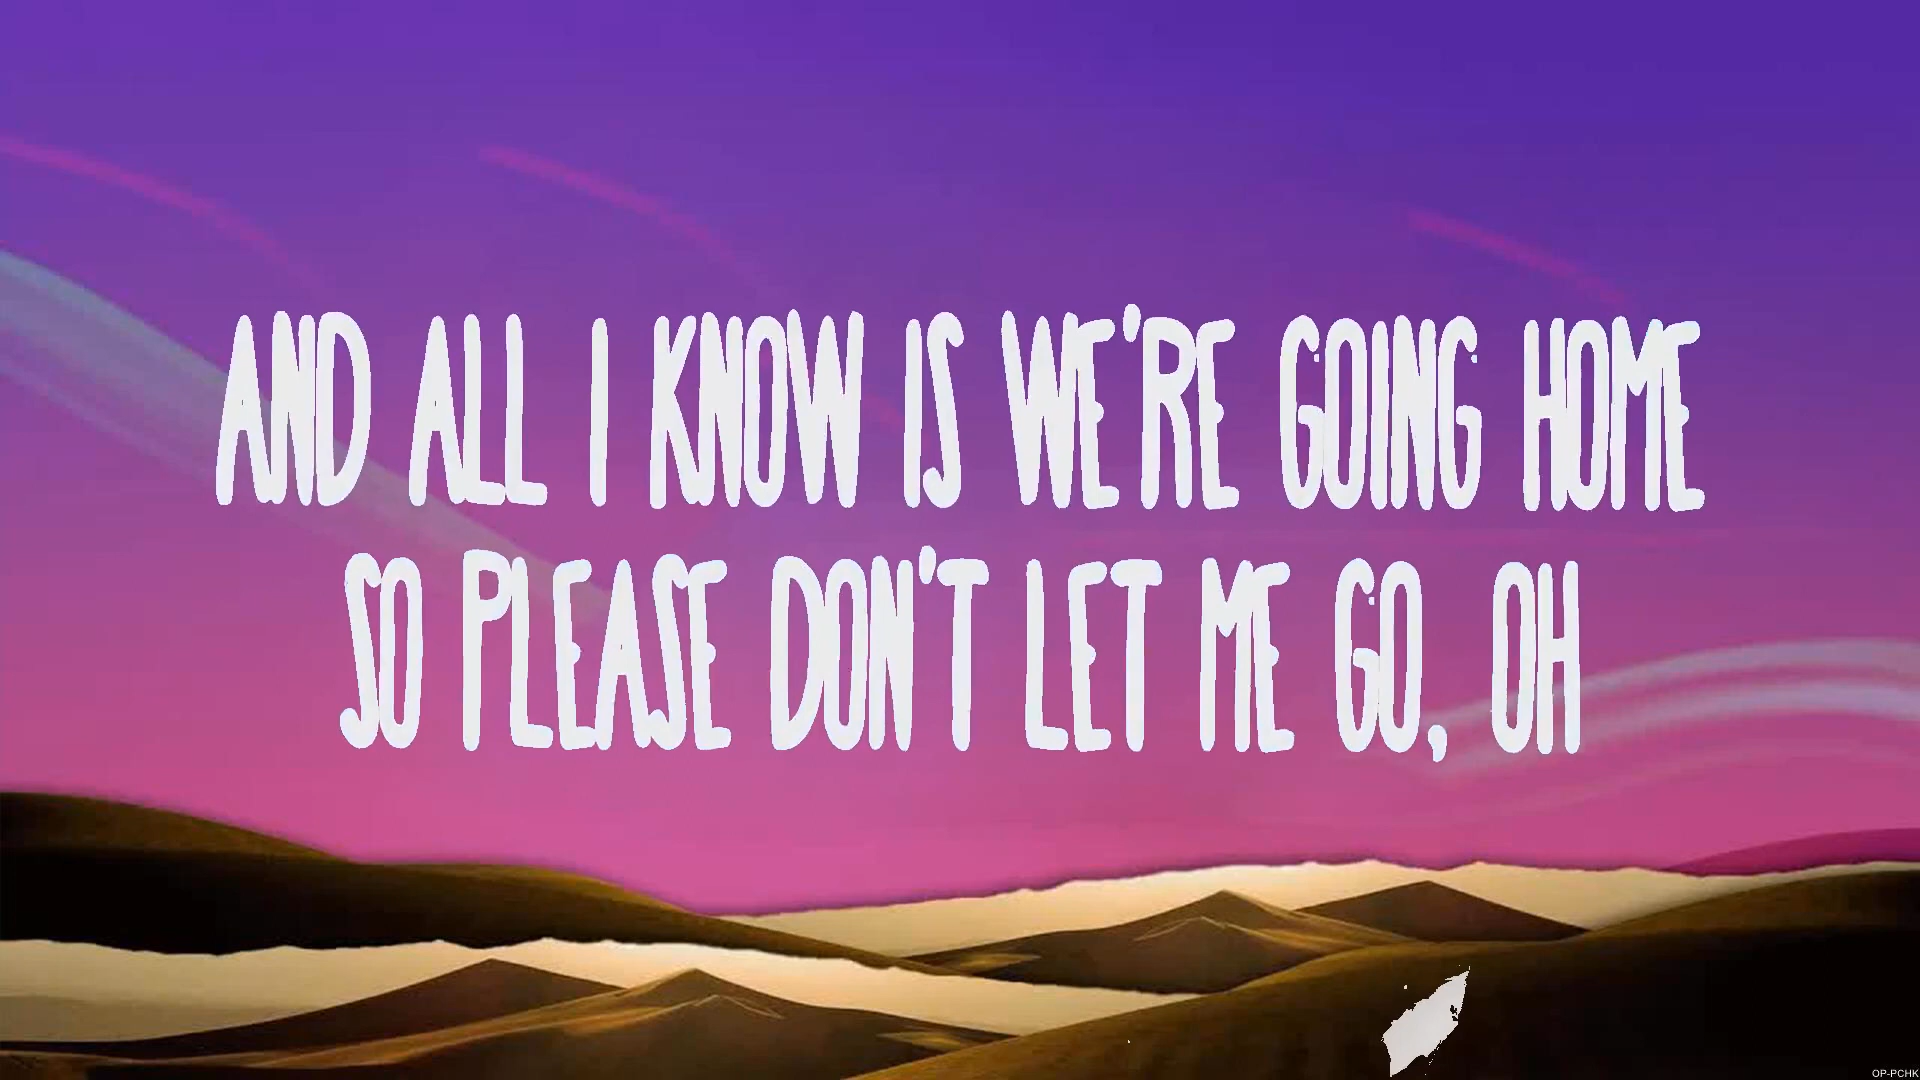 AND ALL I KNOW IS WE'RE GOING HOME
SO PLEASE DON'T LET ME GO, OH
OP-PCHK